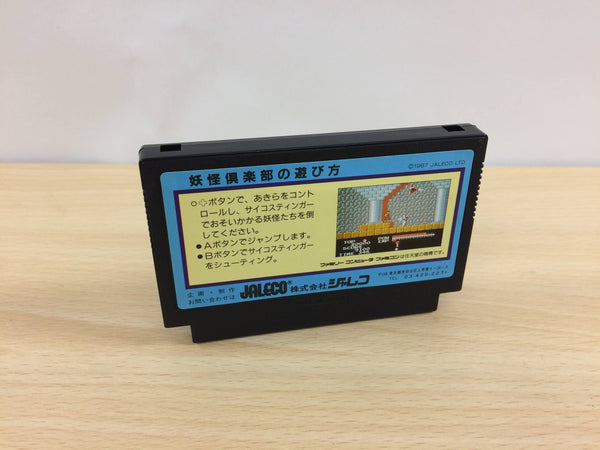 妖怪倶楽部の遊び方
©1987 JALECO LTD.
○✚ボタンで、あきらをコント
ロールし、サイコスティンガー
でおそいかかる妖怪たちを倒
してください。
●Aボタンでジャンプします。
●Bボタンでサイコスティンガー
をシューティング。
TOP
SCORE
TIME
ファミリーコンピュータ ファミコンは任天堂の商標です。
企画・制作
お問い合わせは
JALECO® 株式会社ジャレコ
TEL. 03-420-2271